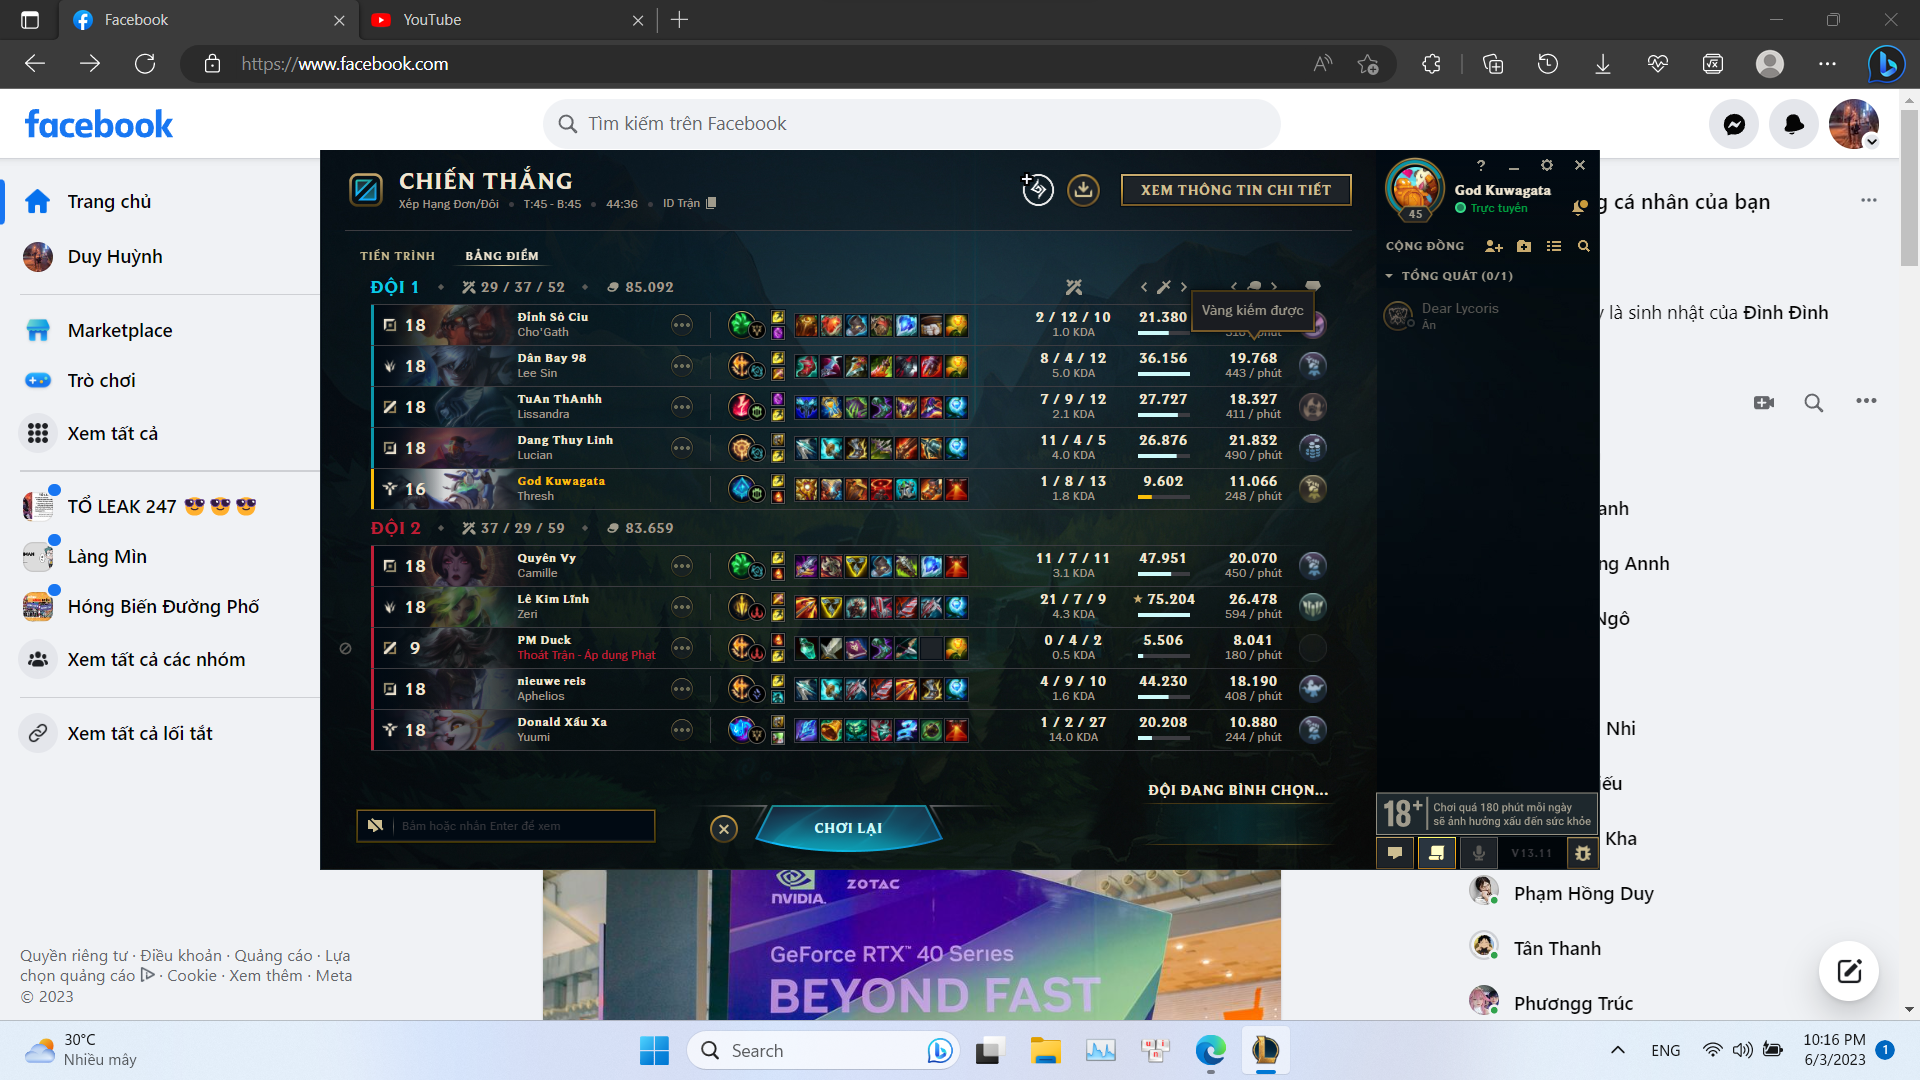 Facebook
YouTube
https://www.facebook.com
facebook
Tìm kiếm trên Facebook
Trang chủ
Duy Huỳnh
Marketplace
Trò chơi
Xem tất cả
TỔ LEAK 247 😎😎😎
Làng Mìn
Hóng Biến Đường Phố
Xem tất cả các nhóm
Xem tất cả lối tắt
Quyền riêng tư · Điều khoản · Quảng cáo · Lựa
chọn quảng cáo · Cookie · Xem thêm · Meta
© 2023
CHIẾN THẮNG
Xếp Hạng Đơn/Đôi • T:45 - B:45 • 44:36 • ID Trận
XEM THÔNG TIN CHI TIẾT
TIẾN TRÌNH BẢNG ĐIỂM
ĐỘI 1 • 29 / 37 / 52 • 85.092
Vàng kiếm được
18 Đỉnh Sô Ciu 2 / 12 / 10 21.380
Cho'Gath 1.0 KDA
18 Dân Bay 98 8 / 4 / 12 36.156 19.768
Lee Sin 5.0 KDA 443 / phút
18 TuAn ThAnhh 7 / 9 / 12 27.727 18.327
Lissandra 2.1 KDA 411 / phút
18 Dang Thuy Linh 11 / 4 / 5 26.876 21.832
Lucian 4.0 KDA 490 / phút
16 God Kuwagata 1 / 8 / 13 9.602 11.066
Thresh 1.8 KDA 248 / phút
ĐỘI 2 • 37 / 29 / 59 • 83.659
18 Quyên Vy 11 / 7 / 11 47.951 20.070
Camille 3.1 KDA 450 / phút
18 Lê Kim Lĩnh 21 / 7 / 9 ★ 75.204 26.478
Zeri 4.3 KDA 594 / phút
9 PM Duck 0 / 4 / 2 5.506 8.041
Thoát Trận - Áp dụng Phạt 0.5 KDA 180 / phút
18 nieuwe reis 4 / 9 / 10 44.230 18.190
Aphelios 1.6 KDA 408 / phút
18 Donald Xấu Xa 1 / 2 / 27 20.208 10.880
Yuumi 14.0 KDA 244 / phút
ĐỘI ĐANG BÌNH CHỌN...
Bấm hoặc nhấn Enter để xem
CHƠI LẠI
God Kuwagata
45
Trực tuyến
CỘNG ĐỒNG
TỔNG QUÁT (0/1)
Dear Lycoris
Ẩn
18+
Chơi quá 180 phút mỗi ngày
sẽ ảnh hưởng xấu đến sức khỏe
V13.11
g cá nhân của bạn
y là sinh nhật của Đình Đình
anh
ng Annh
Ngô
Nhi
iếu
Kha
Phạm Hồng Duy
Tân Thanh
Phươngg Trúc
NVIDIA. ZOTAC
GeForce RTX™ 40 Series
BEYOND FAST
30°C
Nhiều mây
Search
ENG
10:16 PM
6/3/2023
1